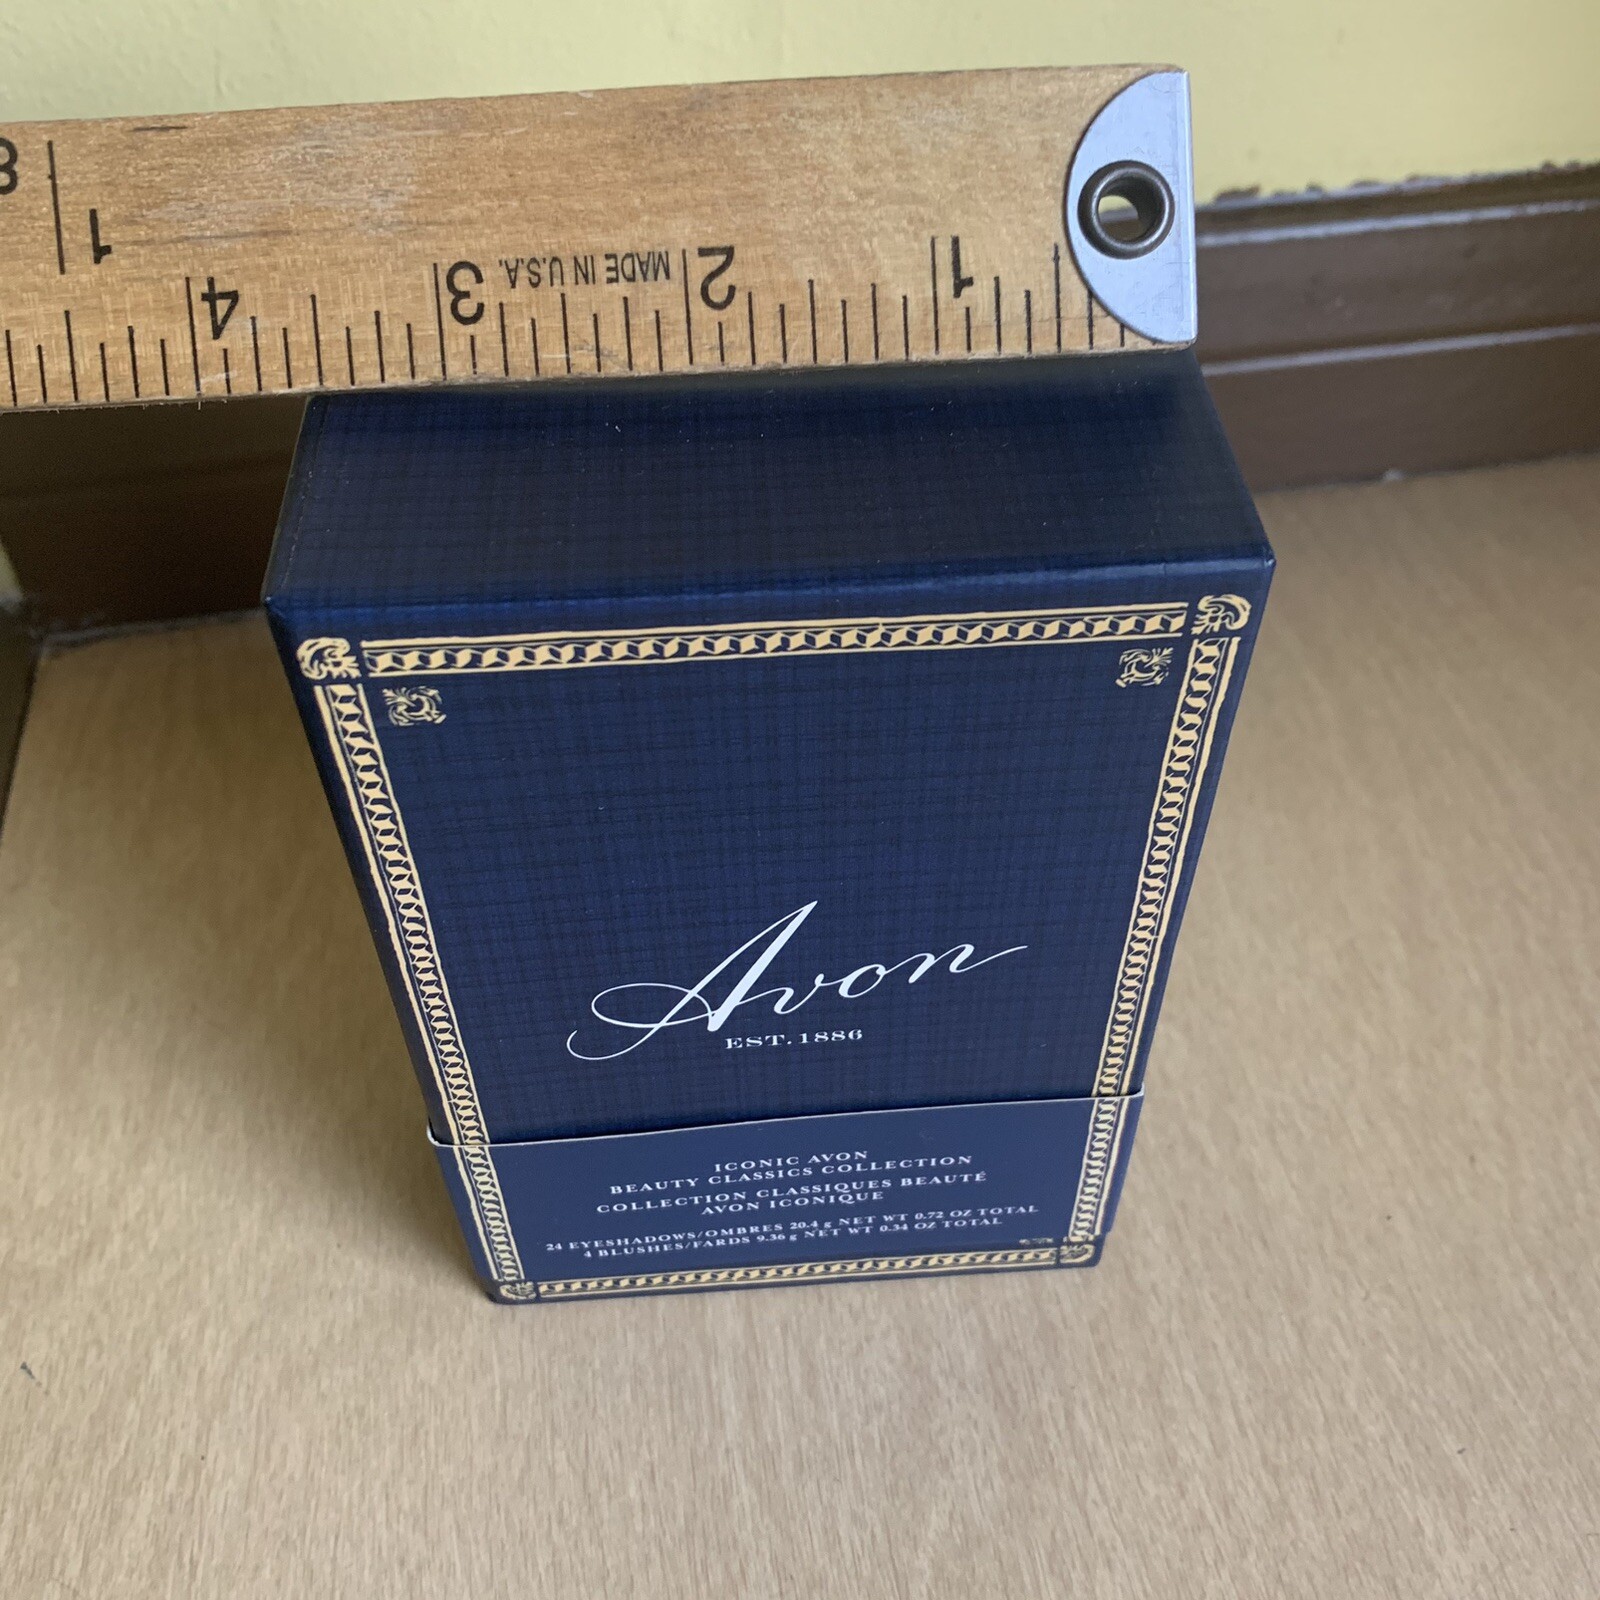 8 1
4 3 MADE IN U.S.A. 2 1
Avon
EST. 1886
ICONIC AVON
BEAUTY CLASSICS COLLECTION
COLLECTION CLASSIQUES BEAUTÉ
AVON ICONIQUE
24 EYESHADOWS/OMBRES 20.4 g NET WT 0.72 OZ TOTAL
4 BLUSHES/FARDS 9.36 g NET WT 0.34 OZ TOTAL